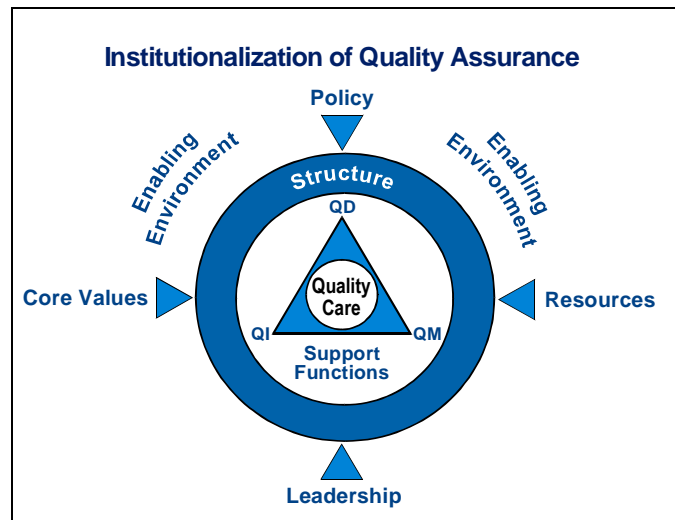 Institutionalization of Quality Assurance
Policy
Enabling
Environment
Enabling
Environment
Structure
QD
Quality
Care
Core Values
Resources
QI
QM
Support
Functions
Leadership